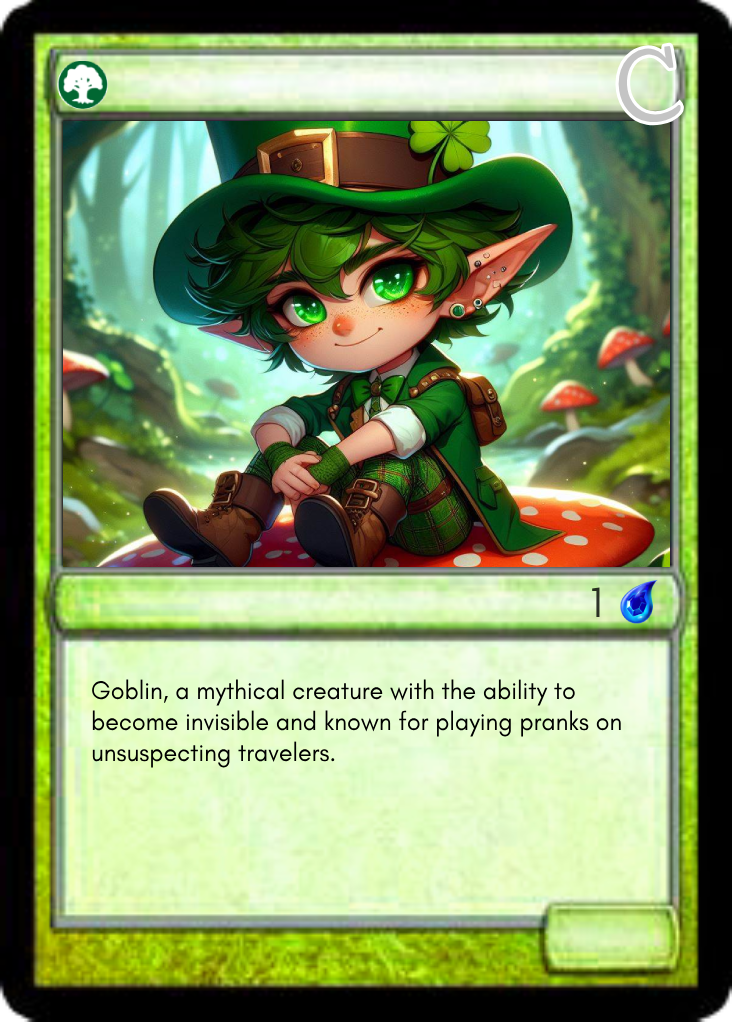 C
1
Goblin, a mythical creature with the ability to
become invisible and known for playing pranks on
unsuspecting travelers.